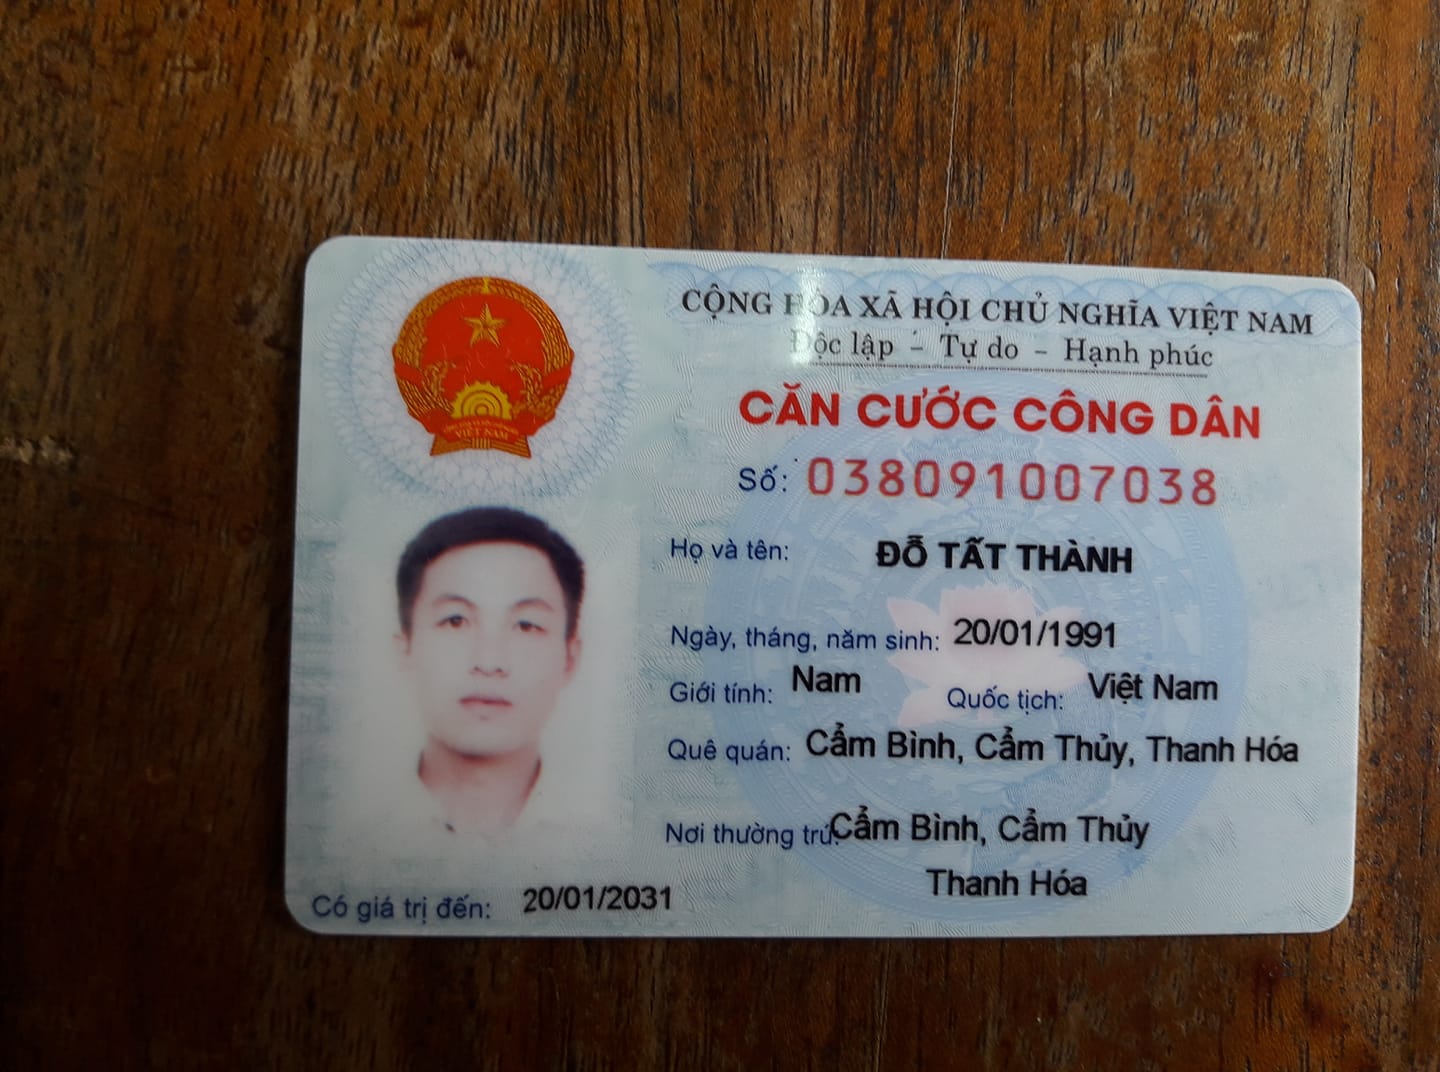 CỘNG HÒA XÃ HỘI CHỦ NGHĨA VIỆT NAM
Độc lập - Tự do - Hạnh phúc
CĂN CƯỚC CÔNG DÂN
Số: 038091007038
Họ và tên: ĐỖ TẤT THÀNH
Ngày, tháng, năm sinh: 20/01/1991
Giới tính: Nam Quốc tịch: Việt Nam
Quê quán: Cẩm Bình, Cẩm Thủy, Thanh Hóa
Nơi thường trú: Cẩm Bình, Cẩm Thủy
Thanh Hóa
Có giá trị đến: 20/01/2031
VIỆT NAM